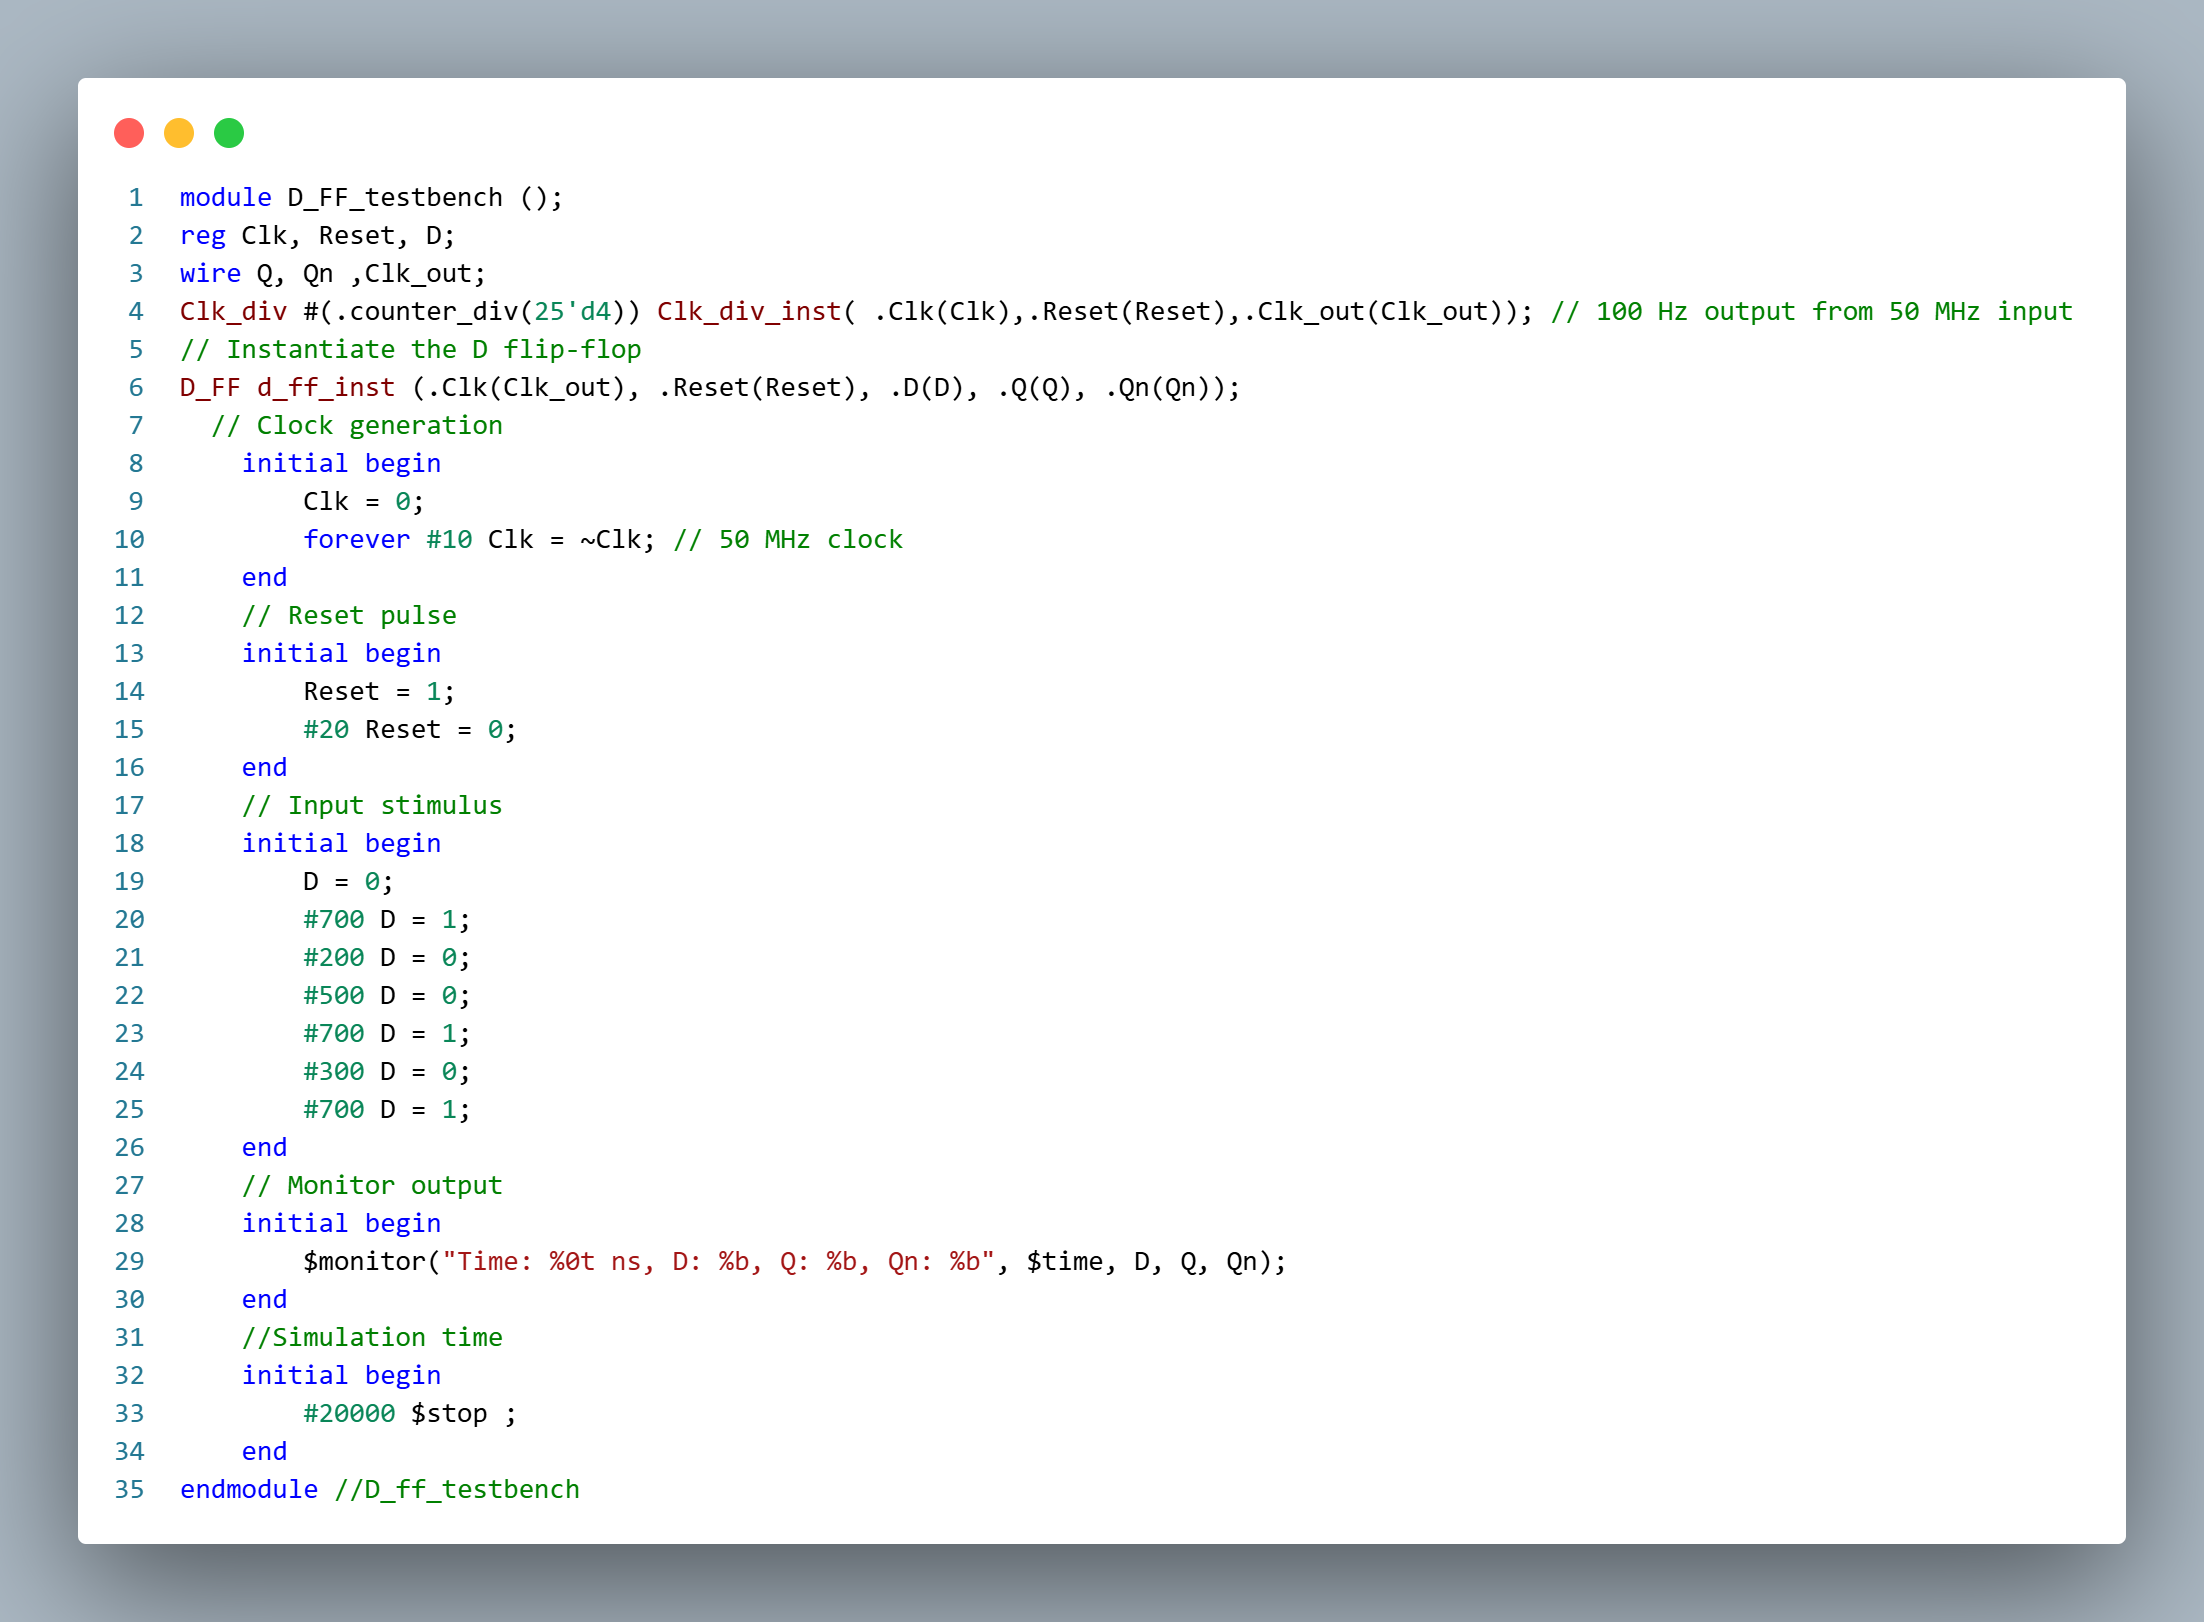 1 module D_FF_testbench ();
2 reg Clk, Reset, D;
3 wire Q, Qn ,Clk_out;
4 Clk_div #(.counter_div(25'd4)) Clk_div_inst( .Clk(Clk),.Reset(Reset),.Clk_out(Clk_out)); // 100 Hz output from 50 MHz input
5 // Instantiate the D flip-flop
6 D_FF d_ff_inst (.Clk(Clk_out), .Reset(Reset), .D(D), .Q(Q), .Qn(Qn));
7   // Clock generation
8     initial begin
9         Clk = 0;
10         forever #10 Clk = ~Clk; // 50 MHz clock
11     end
12     // Reset pulse
13     initial begin
14         Reset = 1;
15         #20 Reset = 0;
16     end
17     // Input stimulus
18     initial begin
19         D = 0;
20         #700 D = 1;
21         #200 D = 0;
22         #500 D = 0;
23         #700 D = 1;
24         #300 D = 0;
25         #700 D = 1;
26     end
27     // Monitor output
28     initial begin
29         $monitor("Time: %0t ns, D: %b, Q: %b, Qn: %b", $time, D, Q, Qn);
30     end
31     //Simulation time
32     initial begin
33         #20000 $stop ;
34     end
35 endmodule //D_ff_testbench